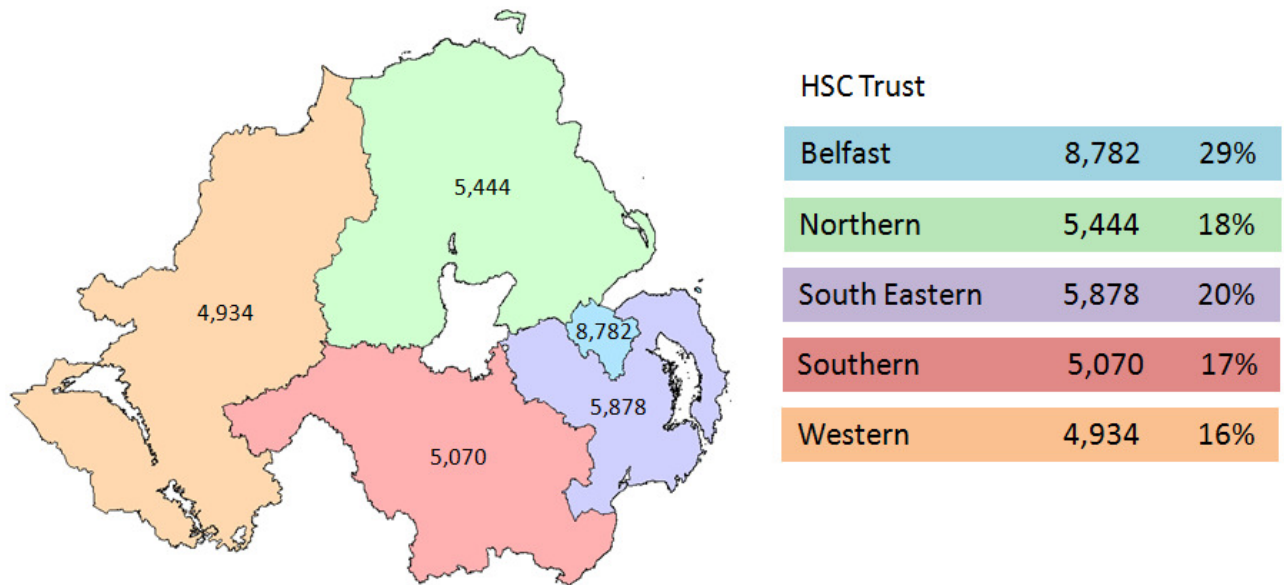 HSC Trust
Belfast 8,782 29%
Northern 5,444 18%
South Eastern 5,878 20%
Southern 5,070 17%
Western 4,934 16%
5,444
4,934
8,782
5,878
5,070